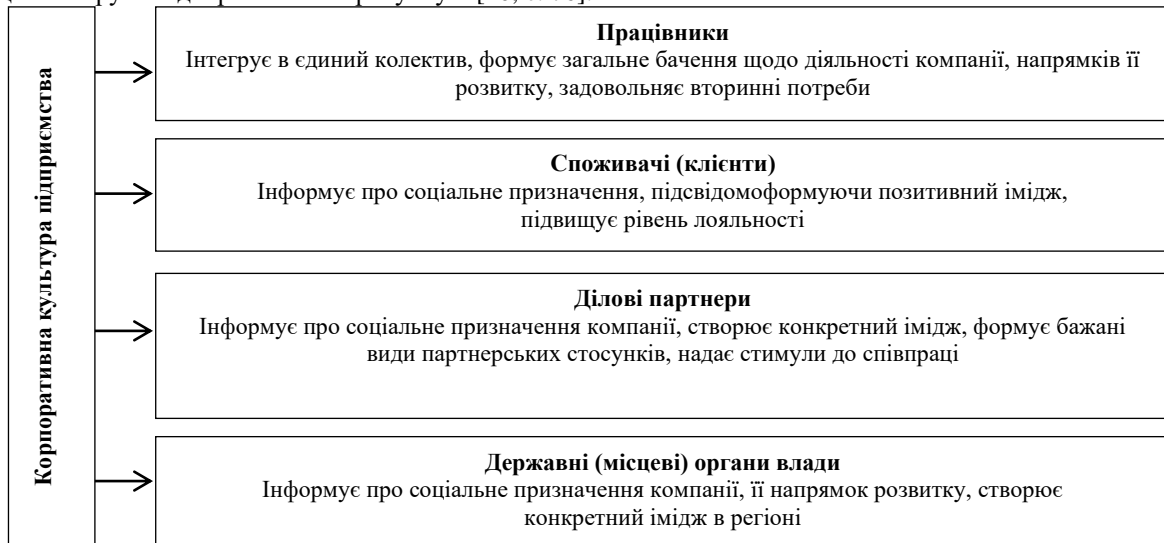 Корпоративна культура підприємства
Працівники
Інтегрує в єдиний колектив, формує загальне бачення щодо діяльності компанії, напрямків її
розвитку, задовольняє вторинні потреби
Споживачі (клієнти)
Інформує про соціальне призначення, підсвідомоформуючи позитивний імідж,
підвищує рівень лояльності
Ділові партнери
Інформує про соціальне призначення компанії, створює конкретний імідж, формує бажані
види партнерських стосунків, надає стимули до співпраці
Державні (місцеві) органи влади
Інформує про соціальне призначення компанії, її напрямок розвитку, створює
конкретний імідж в регіоні